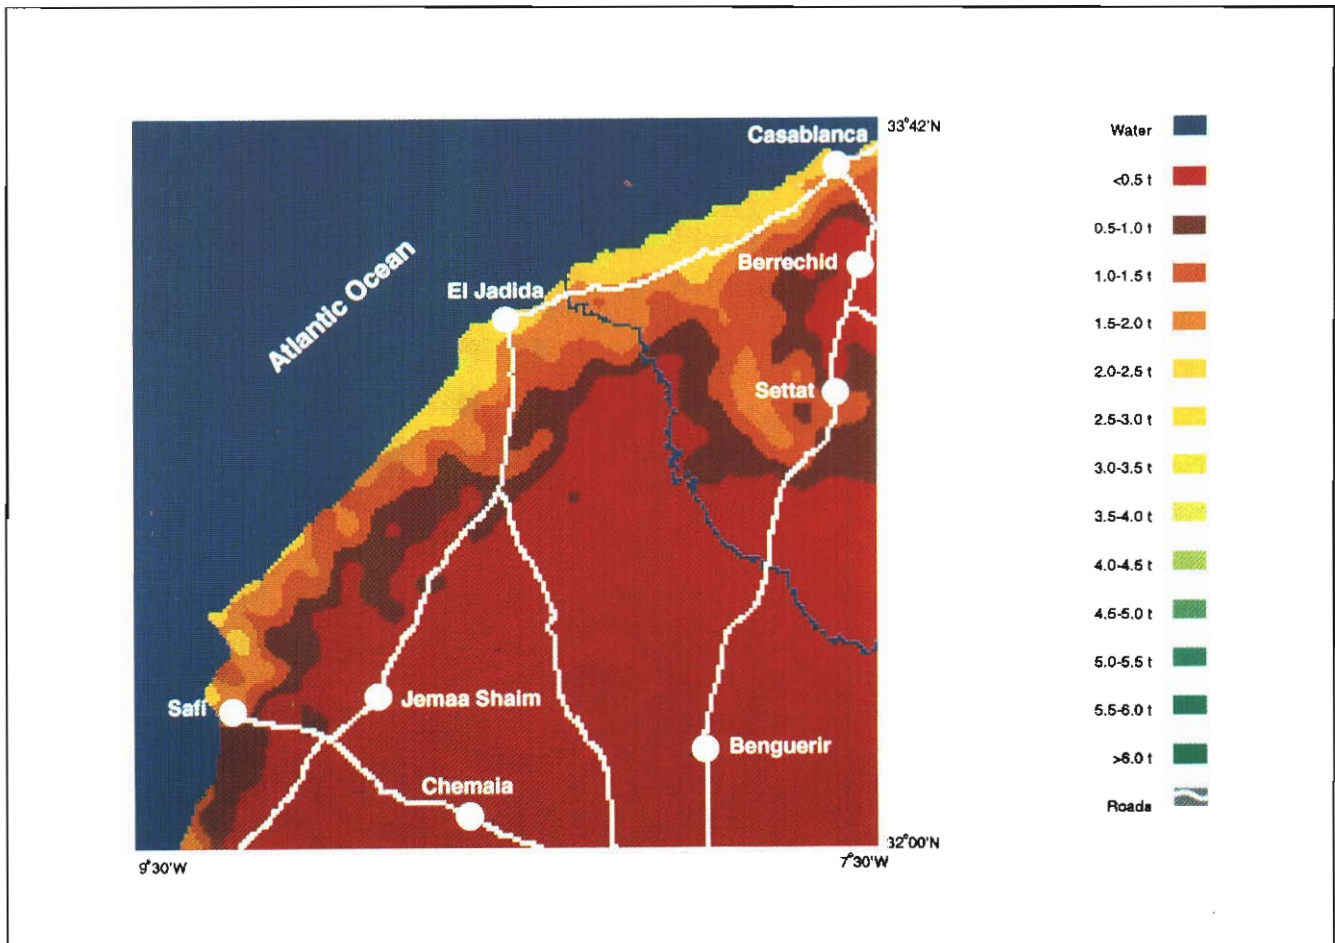 Casablanca
33°42'N
Berrechid
El Jadida
Atlantic Ocean
Settat
Safi
Jemaa Shaim
Benguerir
Chemaia
32°00'N
9°30'W
7°30'W
Water
<0.5 t
0.5-1.0 t
1.0-1.5 t
1.5-2.0 t
2.0-2.5 t
2.5-3.0 t
3.0-3.5 t
3.5-4.0 t
4.0-4.5 t
4.5-5.0 t
5.0-5.5 t
5.5-6.0 t
>6.0 t
Roads